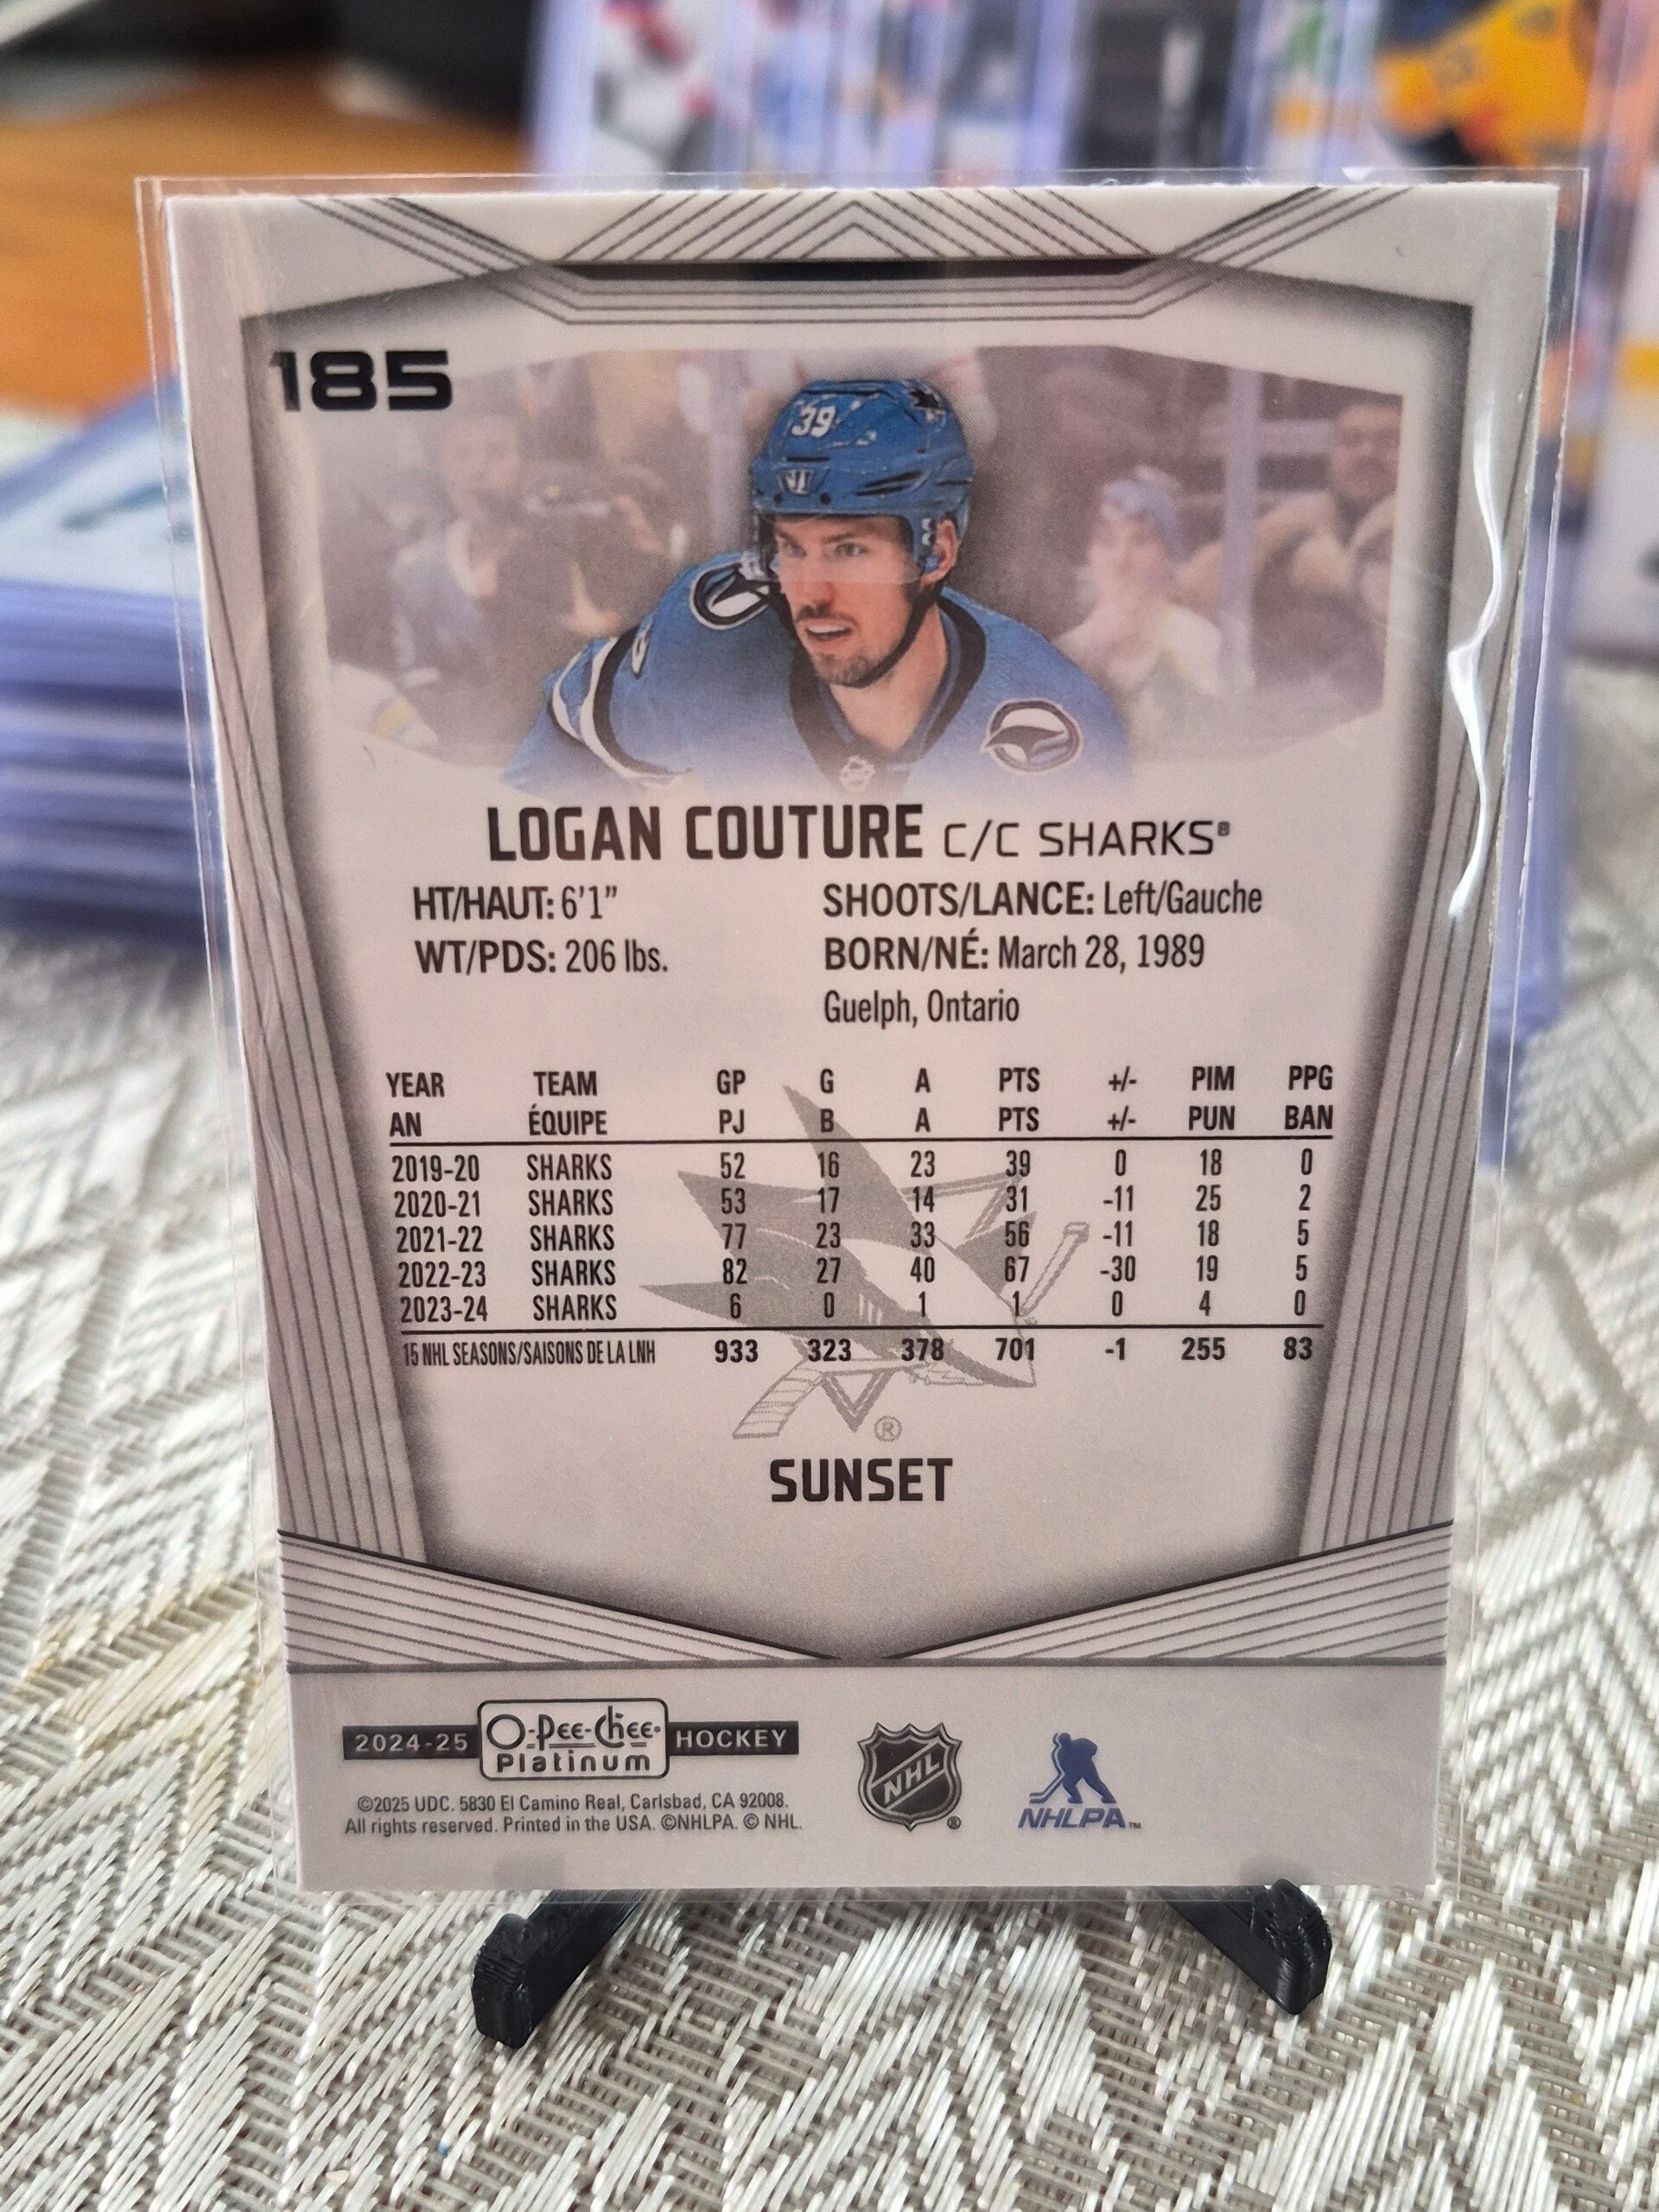 185
39
LOGAN COUTURE C/C SHARKS®
HT/HAUT: 6'1" SHOOTS/LANCE: Left/Gauche
WT/PDS: 206 lbs. BORN/NÉ: March 28, 1989
Guelph, Ontario
YEAR TEAM GP G A PTS +/- PIM PPG
AN ÉQUIPE PJ B A PTS +/- PUN BAN
2019-20 SHARKS 52 16 23 39 0 18 0
2020-21 SHARKS 53 17 14 31 -11 25 2
2021-22 SHARKS 77 23 33 56 -11 18 5
2022-23 SHARKS 82 27 40 67 -30 19 5
2023-24 SHARKS 6 0 1 1 0 4 0
15 NHL SEASONS/SAISONS DE LA LNH 933 323 378 701 -1 255 83
®
SUNSET
2024-25 O-Pee-Chee Platinum HOCKEY
©2025 UDC. 5830 El Camino Real, Carlsbad, CA 92008.
All rights reserved. Printed in the USA. ©NHLPA. © NHL.
NHL ®
NHLPA™